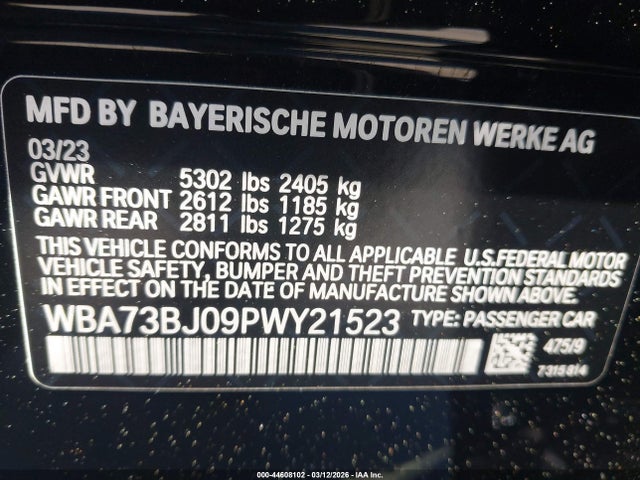 MFD BY BAYERISCHE MOTOREN WERKE AG
03/23
GVWR 5302 lbs 2405 kg
GAWR FRONT 2612 lbs 1185 kg
GAWR REAR 2811 lbs 1275 kg
THIS VEHICLE CONFORMS TO ALL APPLICABLE U.S.FEDERAL MOTOR
VEHICLE SAFETY, BUMPER AND THEFT PREVENTION STANDARDS
IN EFFECT ON THE DATE OF MANUFACTURE SHOWN ABOVE.
WBA73BJ09PWY21523 TYPE: PASSENGER CAR
475/9
7315814
000-44608102 - 03/12/2026 - IAA Inc.